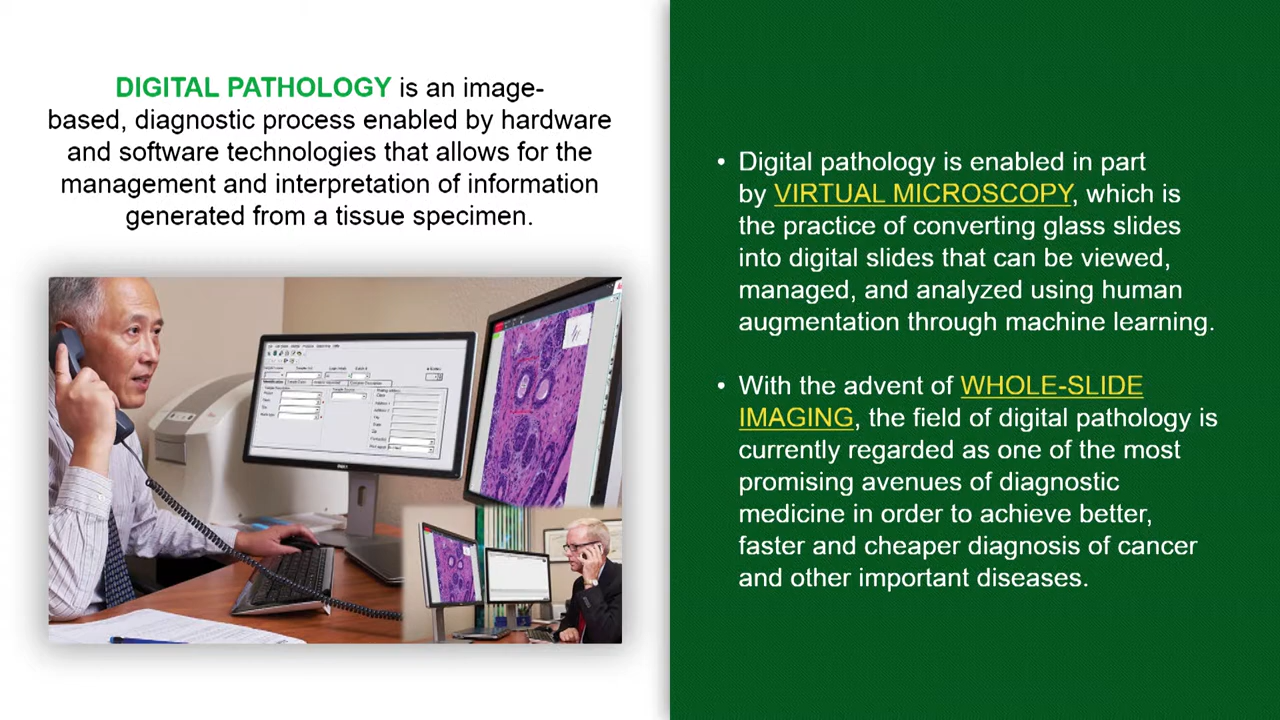 DIGITAL PATHOLOGY is an image-
based, diagnostic process enabled by hardware
and software technologies that allows for the
management and interpretation of information
generated from a tissue specimen.
• Digital pathology is enabled in part
by VIRTUAL MICROSCOPY, which is
the practice of converting glass slides
into digital slides that can be viewed,
managed, and analyzed using human
augmentation through machine learning.
• With the advent of WHOLE-SLIDE
IMAGING, the field of digital pathology is
currently regarded as one of the most
promising avenues of diagnostic
medicine in order to achieve better,
faster and cheaper diagnosis of cancer
and other important diseases.